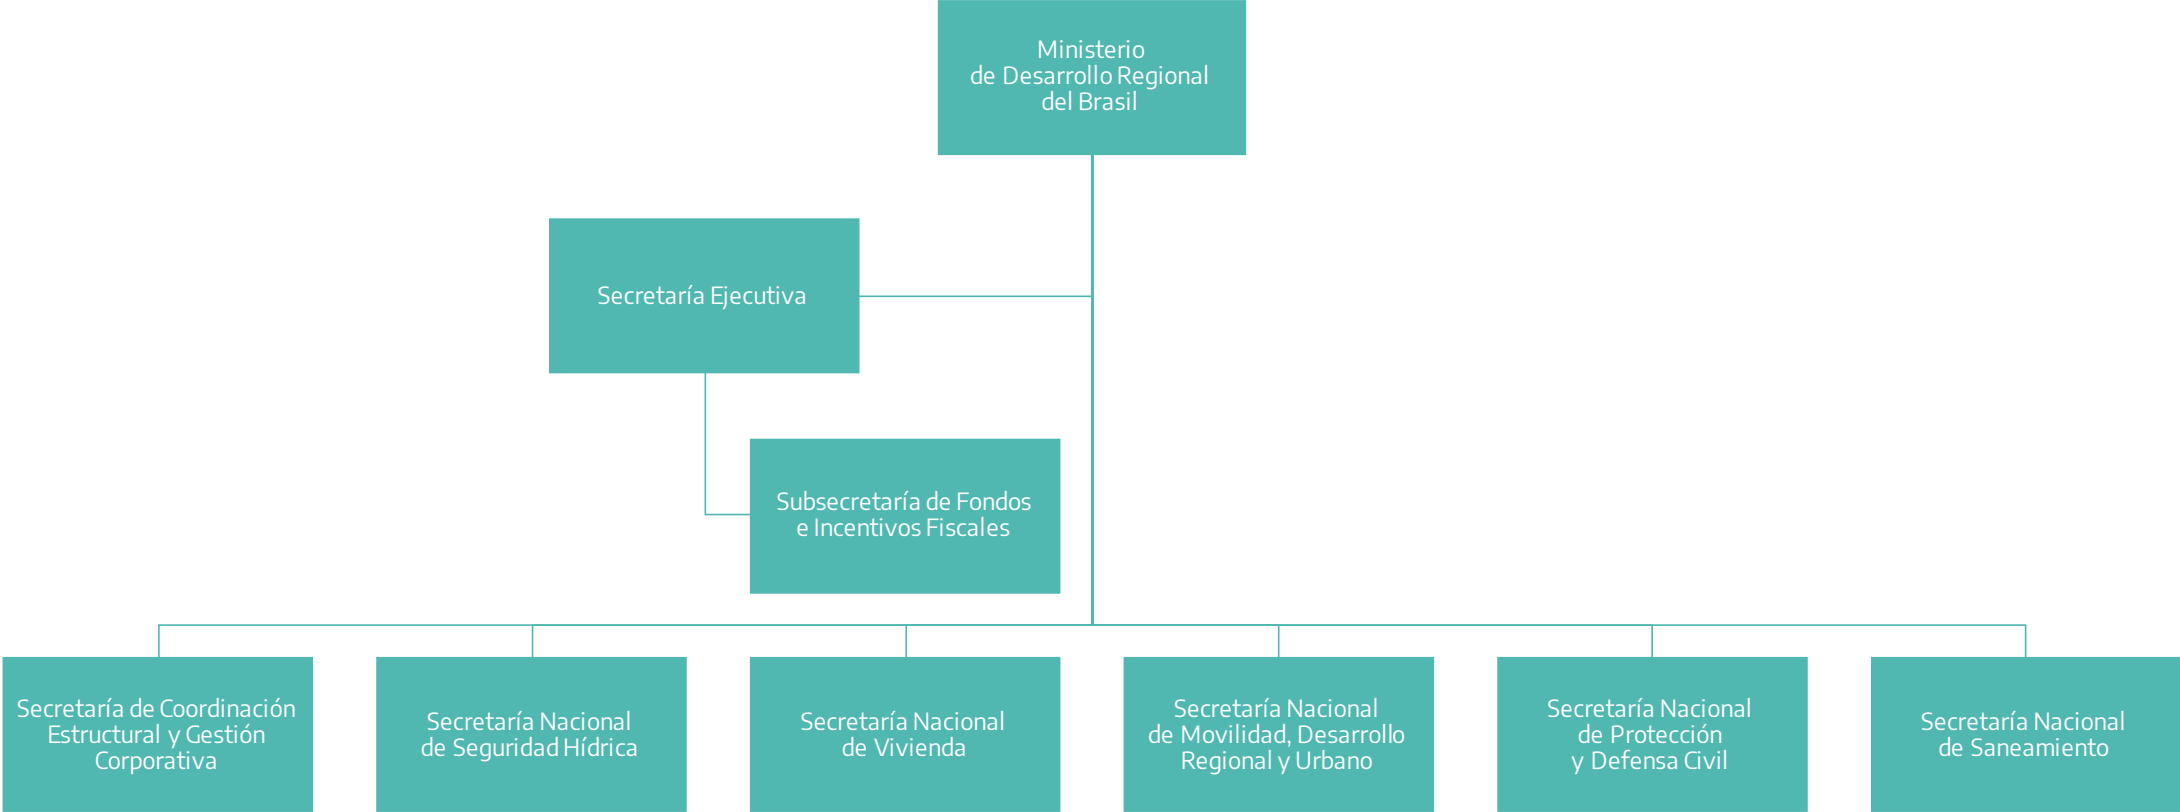 Ministerio
de Desarrollo Regional
del Brasil
Secretaría Ejecutiva
Subsecretaría de Fondos
e Incentivos Fiscales
Secretaría de Coordinación
Estructural y Gestión
Corporativa
Secretaría Nacional
de Seguridad Hídrica
Secretaría Nacional
de Vivienda
Secretaría Nacional
de Movilidad, Desarrollo
Regional y Urbano
Secretaría Nacional
de Protección
y Defensa Civil
Secretaría Nacional
de Saneamiento